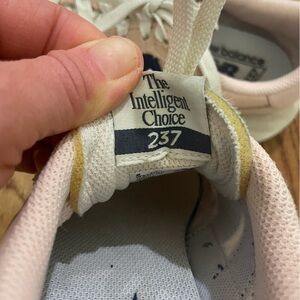 The
Intelligent
Choice
237
new balance